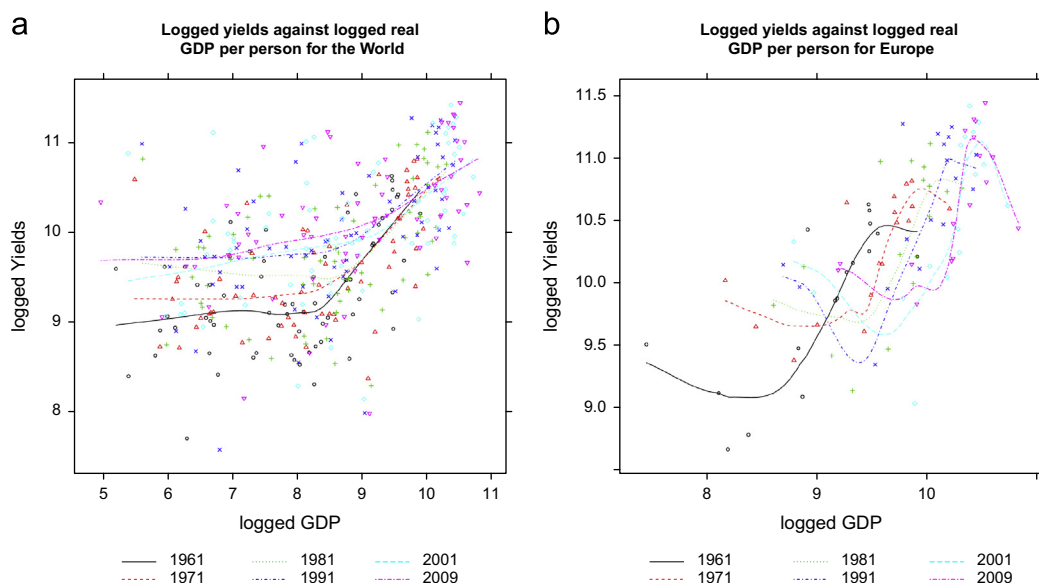 a
Logged yields against logged real
GDP per person for the World
11
10
9
8
logged Yields
5 6 7 8 9 10 11
logged GDP
1961 1981 2001
1971 1991 2009
b
Logged yields against logged real
GDP per person for Europe
11.5
11.0
10.5
10.0
9.5
9.0
logged Yields
8 9 10
logged GDP
1961 1981 2001
1971 1991 2009